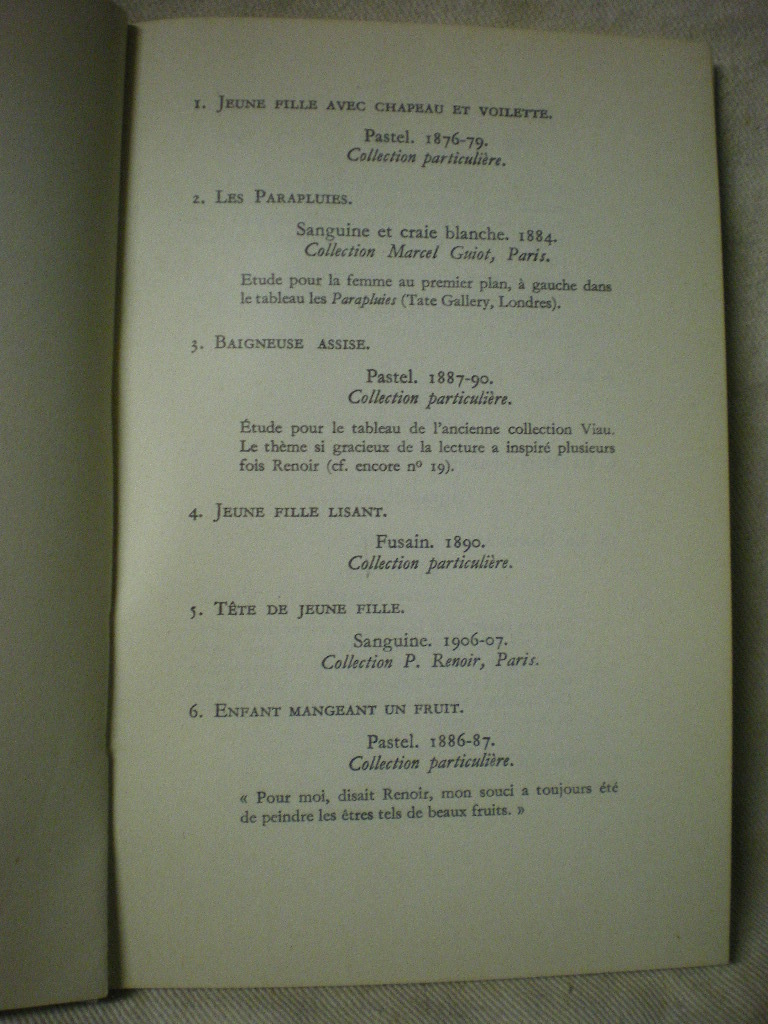 1. Jeune fille avec chapeau et voilette.
Pastel. 1876-79.
Collection particulière.
2. Les Parapluies.
Sanguine et craie blanche. 1884.
Collection Marcel Guiot, Paris.
Etude pour la femme au premier plan, à gauche dans
le tableau les Parapluies (Tate Gallery, Londres).
3. Baigneuse assise.
Pastel. 1887-90.
Collection particulière.
Étude pour le tableau de l'ancienne collection Viau.
Le thème si gracieux de la lecture a inspiré plusieurs
fois Renoir (cf. encore nº 19).
4. Jeune fille lisant.
Fusain. 1890.
Collection particulière.
5. Tête de jeune fille.
Sanguine. 1906-07.
Collection P. Renoir, Paris.
6. Enfant mangeant un fruit.
Pastel. 1886-87.
Collection particulière.
« Pour moi, disait Renoir, mon souci a toujours été
de peindre les êtres tels de beaux fruits. »